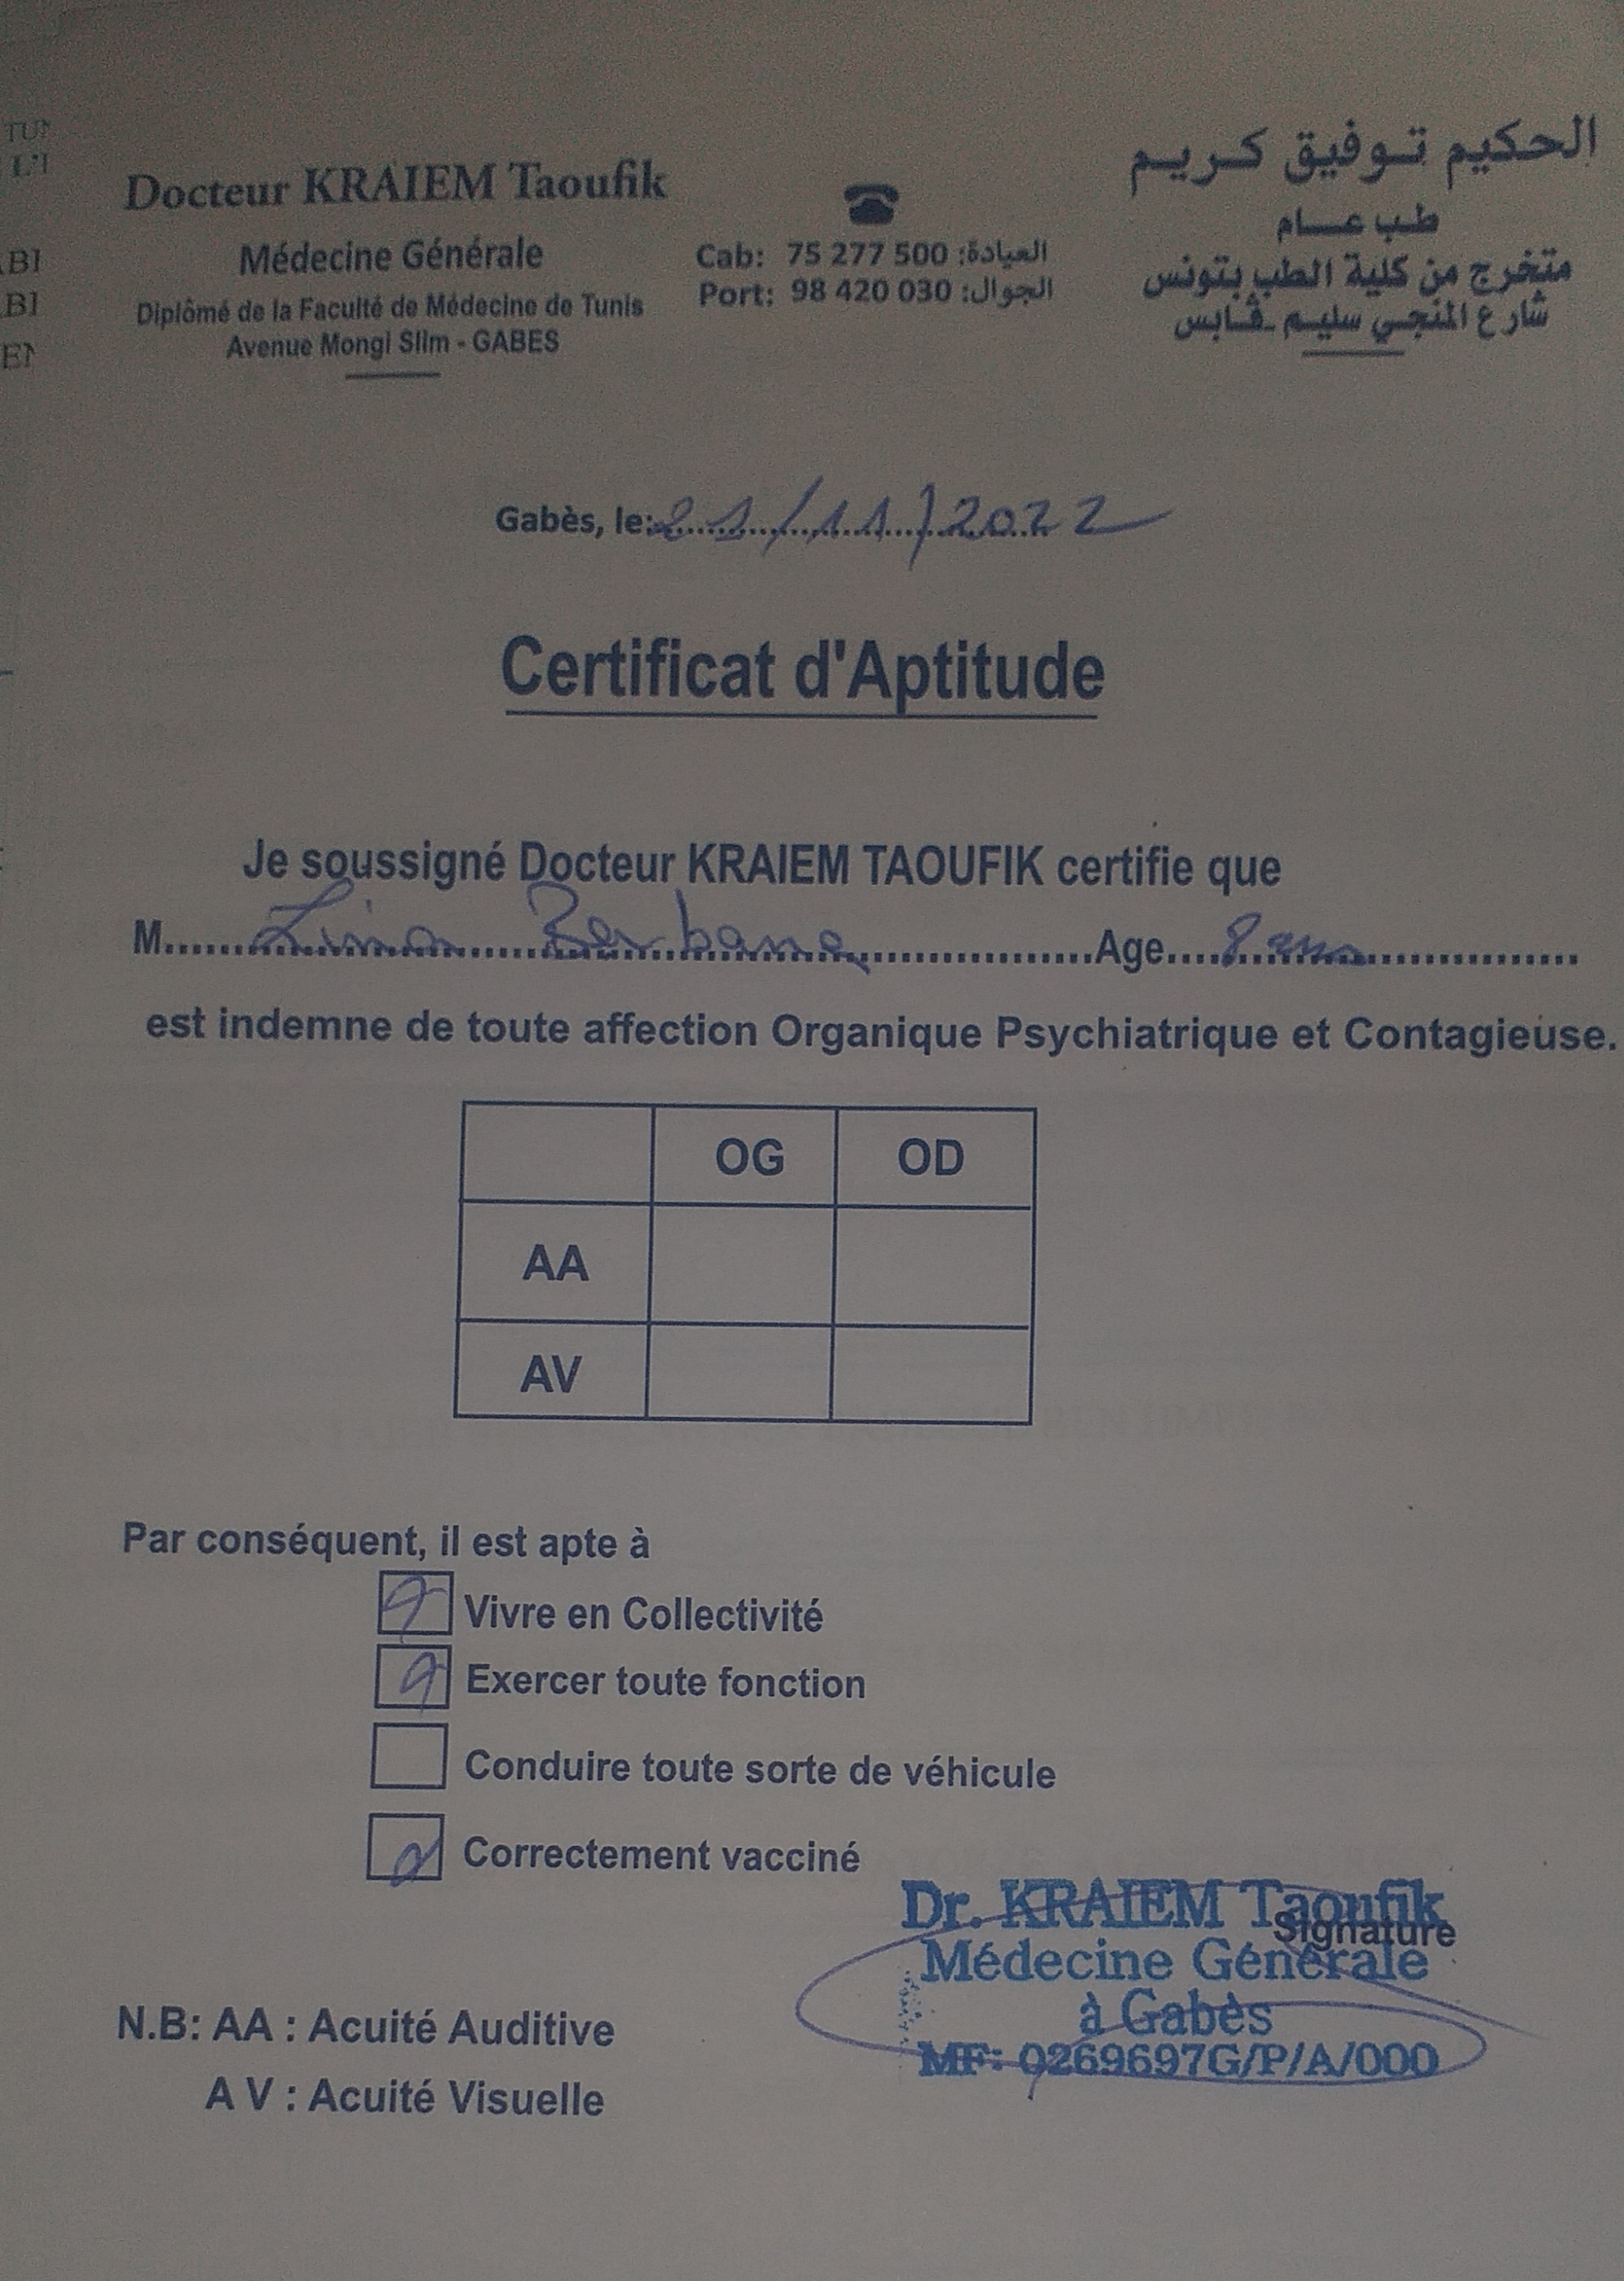 TUN
L'I
ABI
ABI
EN
Docteur KRAIEM Taoufik
Médecine Générale
Diplômé de la Faculté de Médecine de Tunis
Avenue Mongi Slim - GABES
Cab: 75 277 500 :العيادة
Port: 98 420 030 :الجوال
الحكيم توفيق كريم
طب عام
متخرج من كلية الطب بتونس
شارع المنجي سليم - ڨابس
Gabès, le: 21/11/2022
Certificat d'Aptitude
Je soussigné Docteur KRAIEM TAOUFIK certifie que
M.......... Lina Berbana ..........Age.... 8 ans ..........
est indemne de toute affection Organique Psychiatrique et Contagieuse.
OG OD
AA
AV
Par conséquent, il est apte à
Vivre en Collectivité
Exercer toute fonction
Conduire toute sorte de véhicule
Correctement vacciné
Dr. KRAIEM Taoufik
Signature
Médecine Générale
à Gabès
MF: 0269697G/P/A/000
N.B: AA : Acuité Auditive
A V : Acuité Visuelle